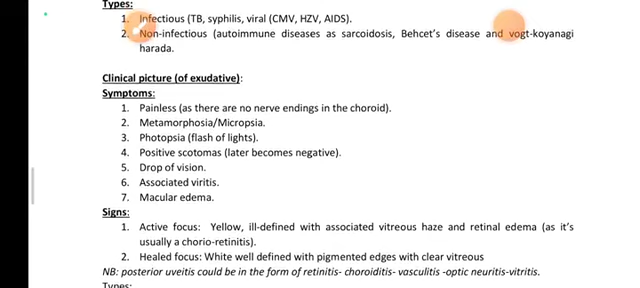 Types:
1. Infectious (TB, syphilis, viral (CMV, HZV, AIDS).
2. Non-infectious (autoimmune diseases as sarcoidosis, Behcet's disease and vogt-koyanagi
harada.
Clinical picture (of exudative):
Symptoms:
1. Painless (as there are no nerve endings in the choroid).
2. Metamorphosia/Micropsia.
3. Photopsia (flash of lights).
4. Positive scotomas (later becomes negative).
5. Drop of vision.
6. Associated viritis.
7. Macular edema.
Signs:
1. Active focus: Yellow, ill-defined with associated vitreous haze and retinal edema (as it's
usually a chorio-retinitis).
2. Healed focus: White well defined with pigmented edges with clear vitreous
NB: posterior uveitis could be in the form of retinitis- choroiditis- vasculitis -optic neuritis-vitritis.
Types: